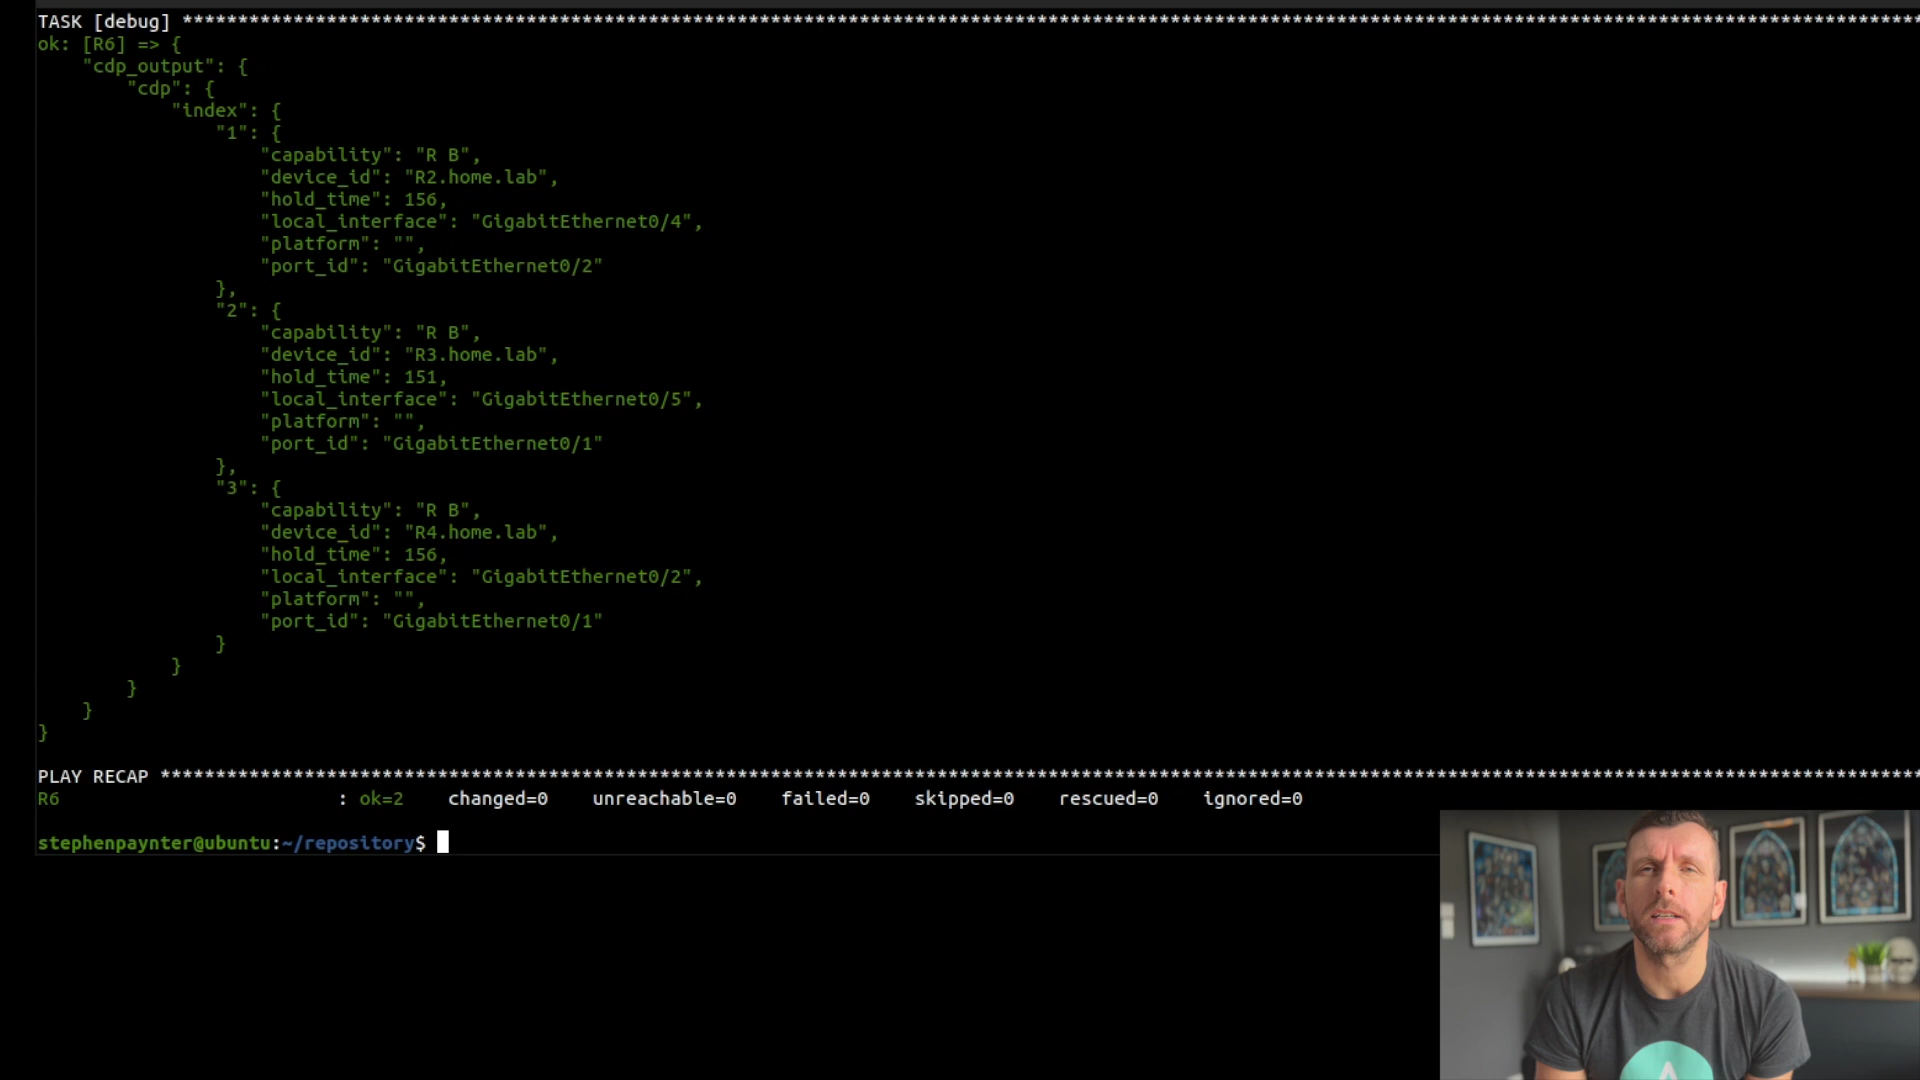 TASK [debug] ************************************************************************************************************************************************************
ok: [R6] => {
    "cdp_output": {
        "cdp": {
            "index": {
                "1": {
                    "capability": "R B",
                    "device_id": "R2.home.lab",
                    "hold_time": 156,
                    "local_interface": "GigabitEthernet0/4",
                    "platform": "",
                    "port_id": "GigabitEthernet0/2"
                },
                "2": {
                    "capability": "R B",
                    "device_id": "R3.home.lab",
                    "hold_time": 151,
                    "local_interface": "GigabitEthernet0/5",
                    "platform": "",
                    "port_id": "GigabitEthernet0/1"
                },
                "3": {
                    "capability": "R B",
                    "device_id": "R4.home.lab",
                    "hold_time": 156,
                    "local_interface": "GigabitEthernet0/2",
                    "platform": "",
                    "port_id": "GigabitEthernet0/1"
                }
            }
        }
    }
}
PLAY RECAP **************************************************************************************************************************************************************
R6                         : ok=2    changed=0    unreachable=0    failed=0    skipped=0    rescued=0    ignored=0
stephenpaynter@ubuntu:~/repository$